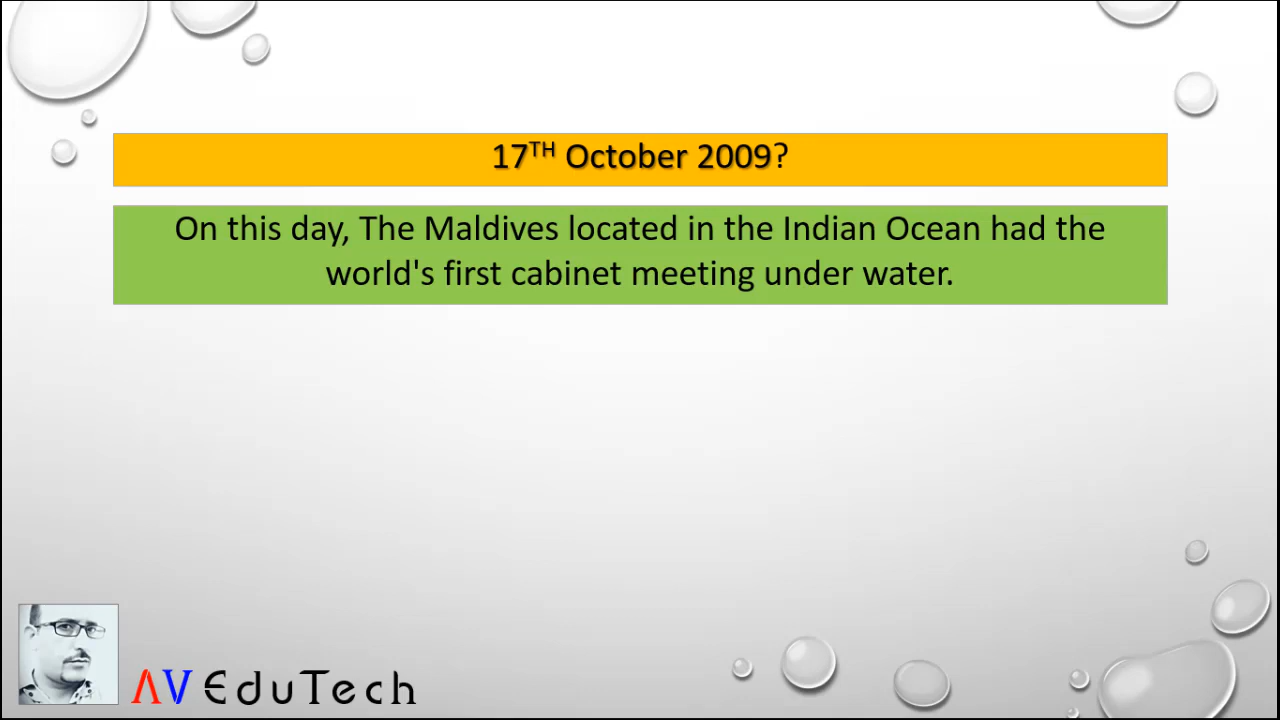 17TH October 2009?
On this day, The Maldives located in the Indian Ocean had the
world's first cabinet meeting under water.
AV EduTech